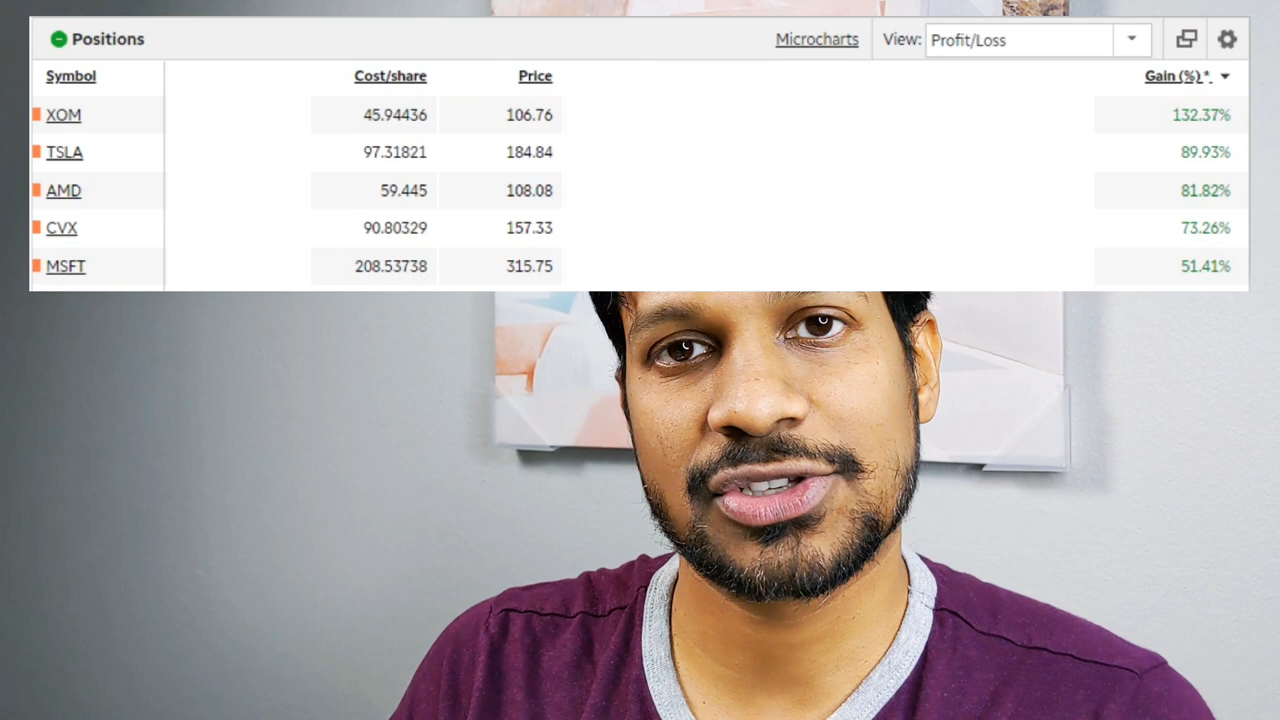 Positions Microcharts View: Profit/Loss
Symbol Cost/share Price Gain (%)*
XOM 45.94436 106.76 132.37%
TSLA 97.31821 184.84 89.93%
AMD 59.445 108.08 81.82%
CVX 90.80329 157.33 73.26%
MSFT 208.53738 315.75 51.41%